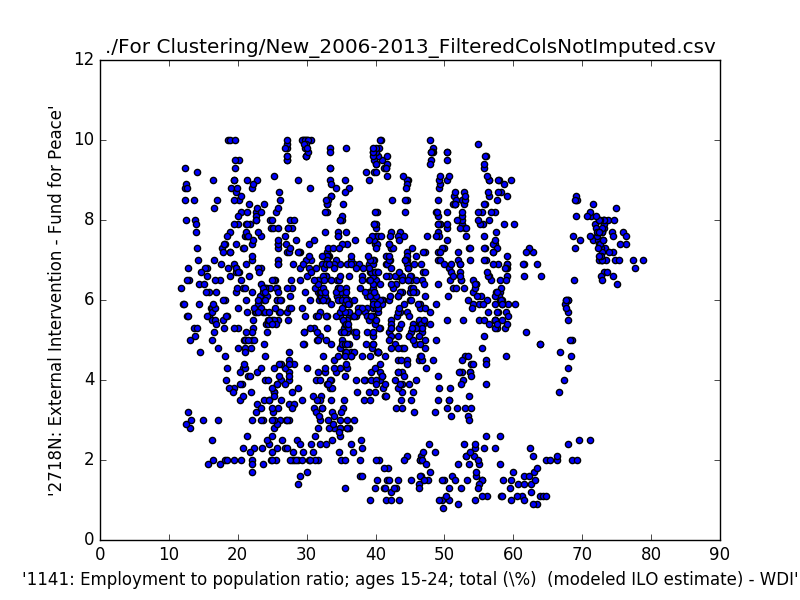 ./For Clustering/New_2006-2013_FilteredColsNotImputed.csv
12
10
8
6
4
2
0
'2718N: External Intervention - Fund for Peace'
0 10 20 30 40 50 60 70 80 90
'1141: Employment to population ratio; ages 15-24; total (\%)  (modeled ILO estimate) - WDI'